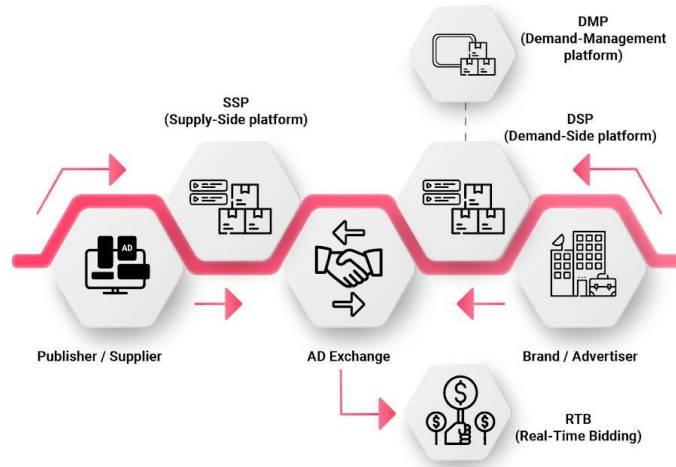 DMP
(Demand-Management
platform)
SSP
(Supply-Side platform)
DSP
(Demand-Side platform)
AD
Publisher / Supplier
AD Exchange
Brand / Advertiser
$
$
$
RTB
(Real-Time Bidding)